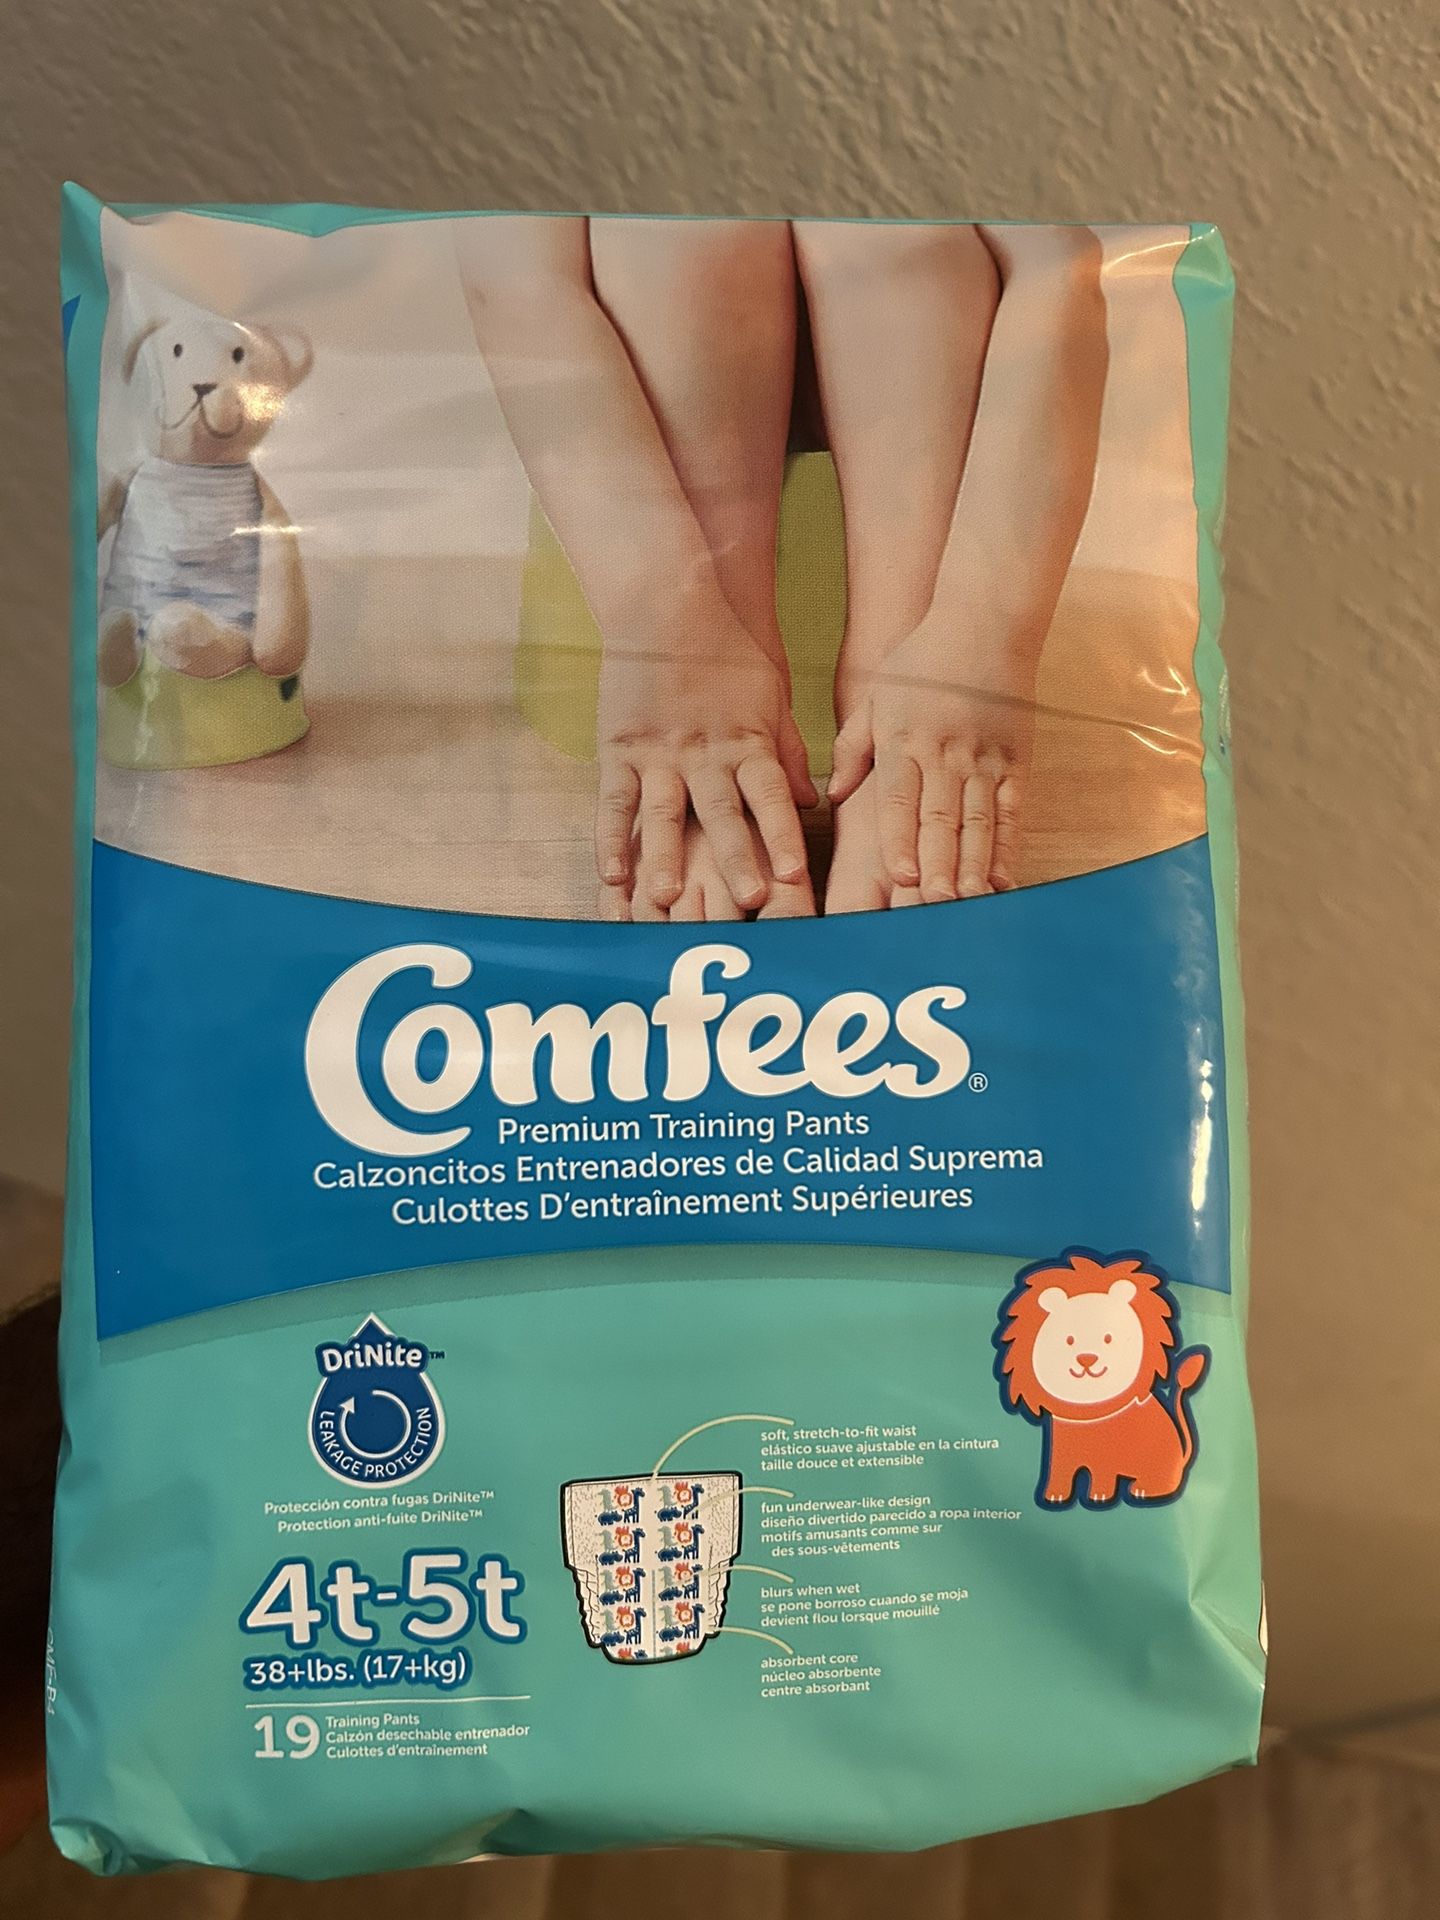 Comfees®
Premium Training Pants
Calzoncitos Entrenadores de Calidad Suprema
Culottes D'entraînement Supérieures
DriNite™
LEAKAGE PROTECTION
Protección contra fugas DriNite™
Protection anti-fuite DriNite™
4t-5t
38+lbs. (17+kg)
19
Training Pants
Calzón desechable entrenador
Culottes d'entraînement
soft, stretch-to-fit waist
elástico suave ajustable en la cintura
taille douce et extensible
fun underwear-like design
diseño divertido parecido a ropa interior
motifs amusants comme sur
des sous-vêtements
blurs when wet
se pone borroso cuando se moja
devient flou lorsque mouillé
absorbent core
núcleo absorbente
centre absorbant